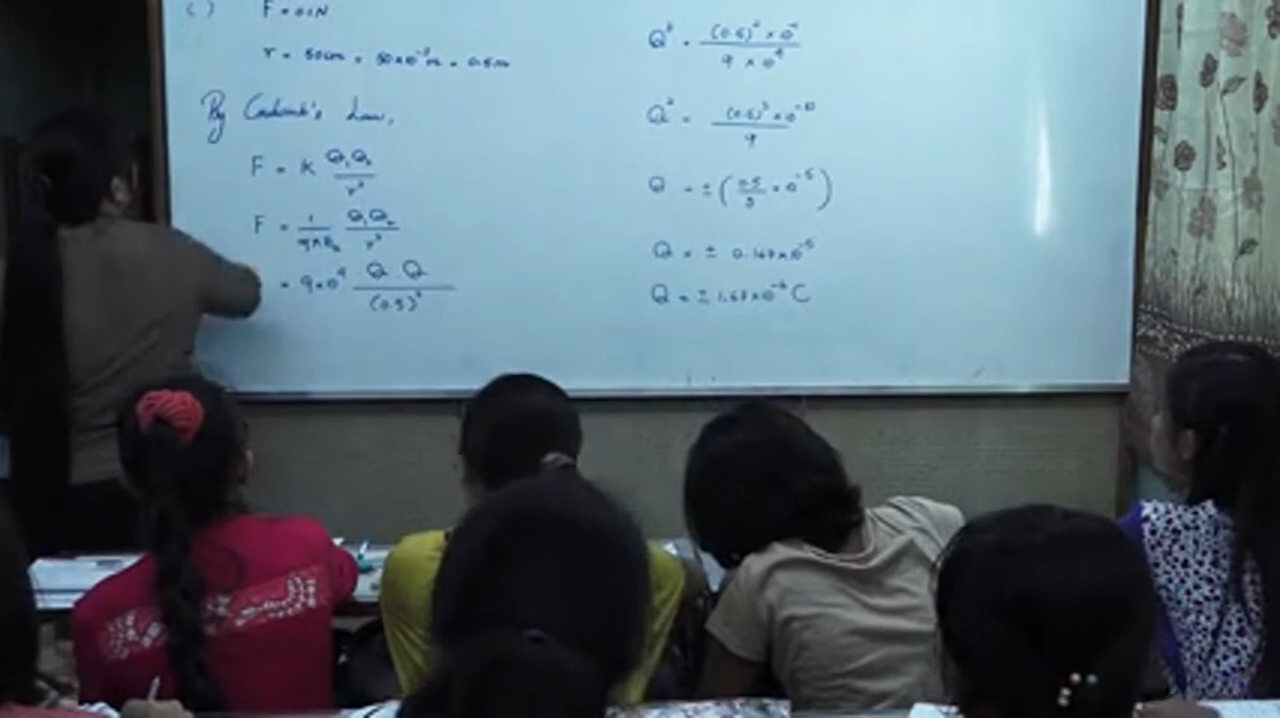 ( ) F = 0.1N
r = 50cm = 50×10⁻²m = 0.5m
By Coulomb's Law,
F = K Q₁Q₂ / r²
F = 1/4πε₀ Q₁Q₂ / r²
= 9×10⁹ Q Q / (0.5)²
Q² = (0.5)² × 10⁻¹ / 9 × 10⁹
Q² = (0.5)² × 10⁻¹⁰ / 9
Q = ± ( 0.5 / 3 × 10⁻⁵ )
Q = ± 0.167×10⁻⁵
Q = ± 1.67×10⁻⁶ C